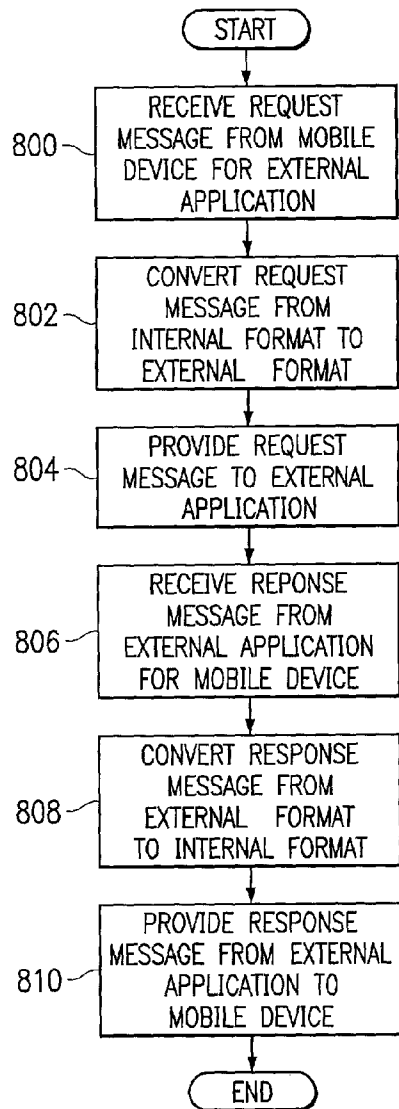 START
800
RECEIVE REQUEST
MESSAGE FROM MOBILE
DEVICE FOR EXTERNAL
APPLICATION
802
CONVERT REQUEST
MESSAGE FROM
INTERNAL FORMAT TO
EXTERNAL FORMAT
804
PROVIDE REQUEST
MESSAGE TO EXTERNAL
APPLICATION
806
RECEIVE REPONSE
MESSAGE FROM
EXTERNAL APPLICATION
FOR MOBILE DEVICE
808
CONVERT RESPONSE
MESSAGE FROM
EXTERNAL FORMAT
TO INTERNAL FORMAT
810
PROVIDE RESPONSE
MESSAGE FROM EXTERNAL
APPLICATION TO
MOBILE DEVICE
END